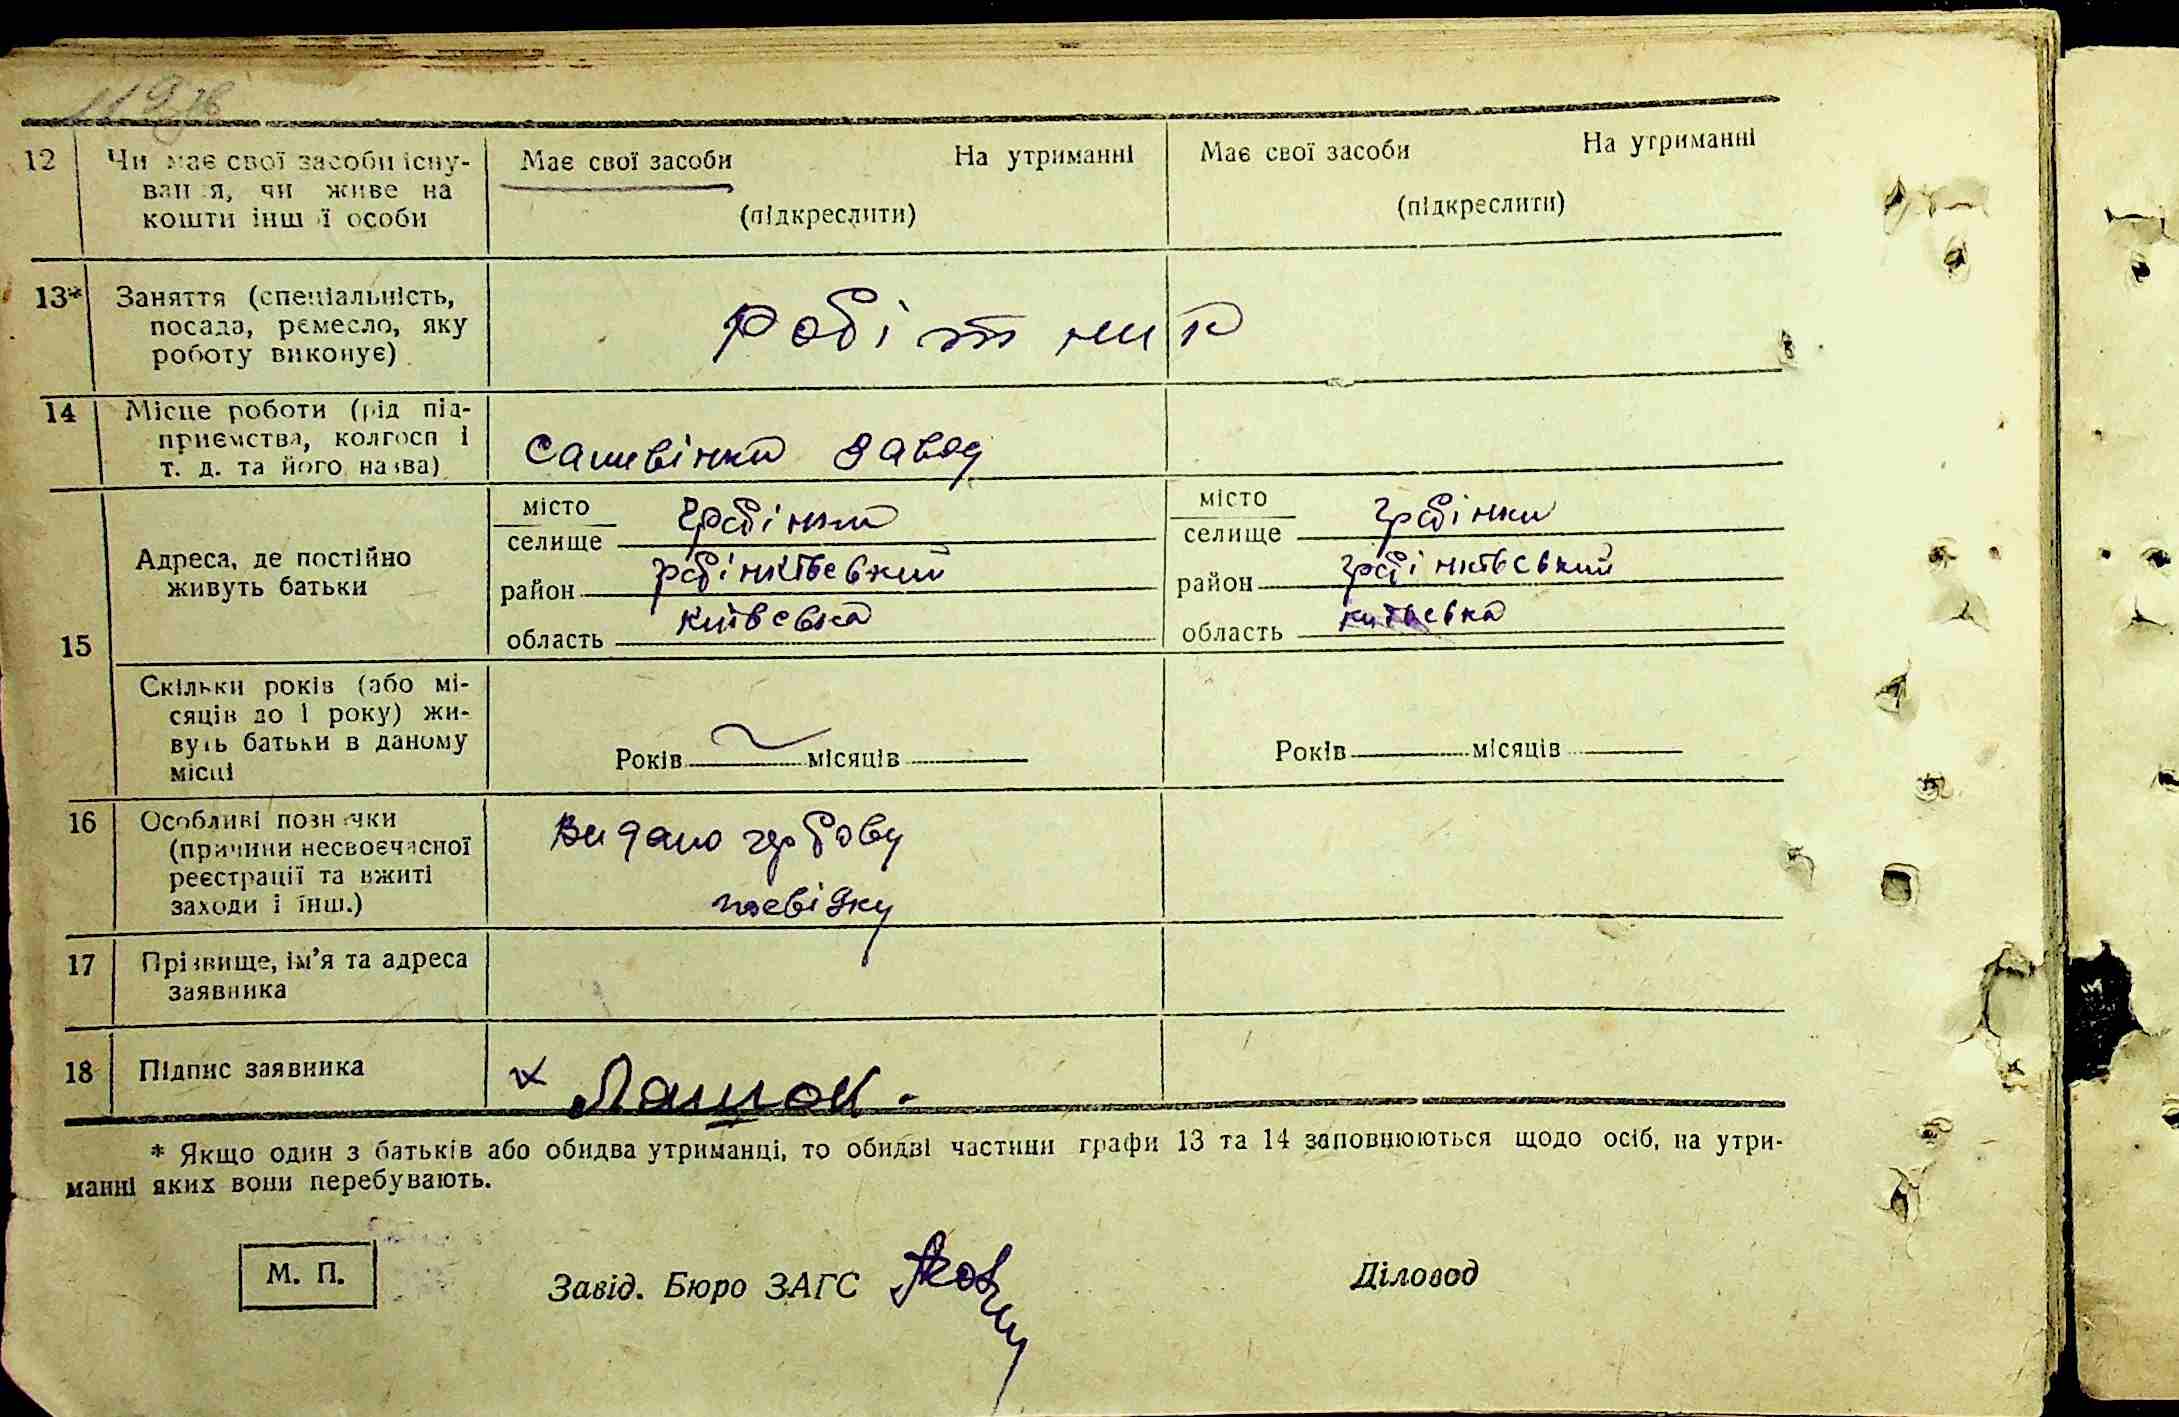 119 зв
12 Чи має свої засоби існу- Має свої засоби На утриманні Має свої засоби На утриманні
вання, чи живе на
кошти іншої особи (підкреслити) (підкреслити)
13* Заняття (спеціальність,
посада, ремесло, яку робітник
роботу виконує)
14 Місце роботи (рід під-
приємства, колгосп і завод
т. д. та його назва)
місто Гребінки місто Гребінки
селище селище
Адреса, де постійно
живуть батьки район Гребінківський район Гребінківський
15 область Київська область Київська
Скільки років (або мі-
сяців до 1 року) жи-
вуть батьки в даному Років місяців Років місяців
місці
16 Особливі позначки Видано гербову
(причини несвоєчасної
реєстрації та вжиті посвідку
заходи і інш.)
17 Прізвище, ім'я та адреса
заявника
18 Підпис заявника
* Якщо один з батьків або обидва утриманці, то обидві частини графи 13 та 14 заповнюються щодо осіб, на утри-
манні яких вони перебувають.
М. П. Завід. Бюро ЗАГС Діловод